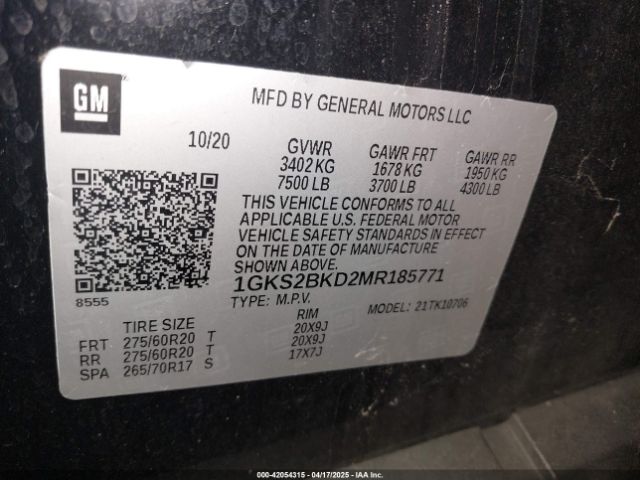 GM
MFD BY GENERAL MOTORS LLC
10/20 GVWR GAWR FRT GAWR RR
3402 KG 1678 KG 1950 KG
7500 LB 3700 LB 4300 LB
THIS VEHICLE CONFORMS TO ALL
APPLICABLE U.S. FEDERAL MOTOR
VEHICLE SAFETY STANDARDS IN EFFECT
ON THE DATE OF MANUFACTURE
SHOWN ABOVE.
1GKS2BKD2MR185771
8555 TYPE: M.P.V. MODEL: 21TK10706
TIRE SIZE RIM
FRT 275/60R20 T 20X9J
RR 275/60R20 T 20X9J
SPA 265/70R17 S 17X7J
000-42054315 - 04/17/2025 - IAAI.COM